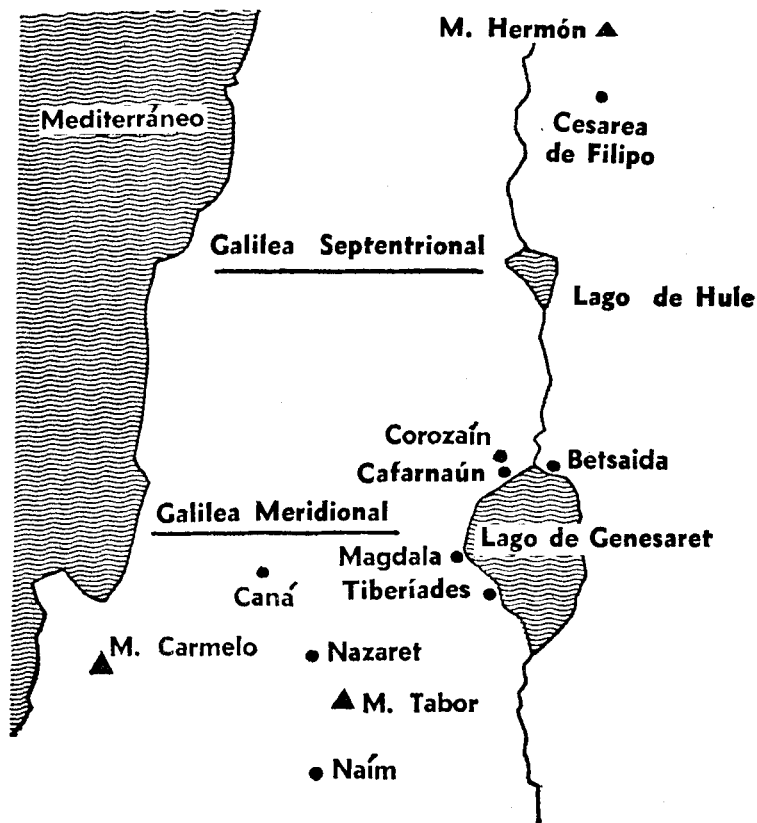 M. Hermón
Mediterráneo
Cesarea
de Filipo
Galilea Septentrional
Lago de Hule
Corozaín
Cafarnaún
Betsaida
Galilea Meridional
Lago de Genesaret
Magdala
Tiberíades
Caná
M. Carmelo
Nazaret
M. Tabor
Naím